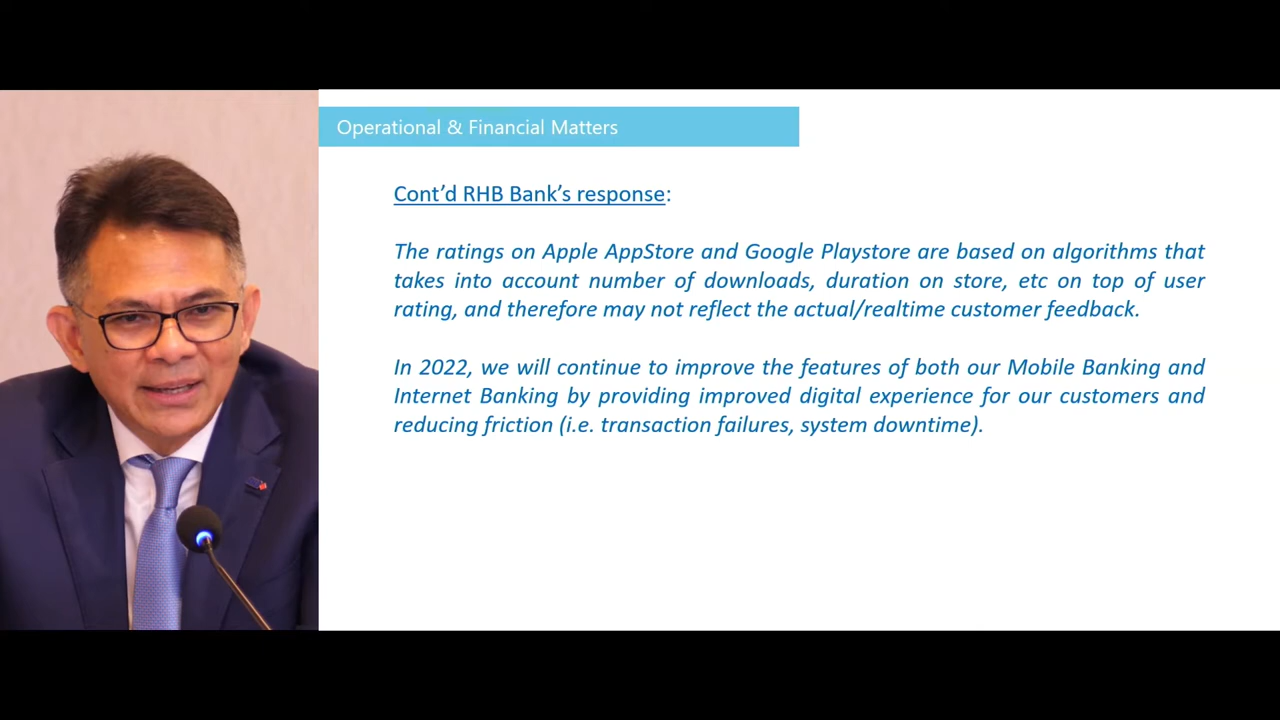 Operational & Financial Matters
Cont’d RHB Bank’s response:
The ratings on Apple AppStore and Google Playstore are based on algorithms that
takes into account number of downloads, duration on store, etc on top of user
rating, and therefore may not reflect the actual/realtime customer feedback.
In 2022, we will continue to improve the features of both our Mobile Banking and
Internet Banking by providing improved digital experience for our customers and
reducing friction (i.e. transaction failures, system downtime).